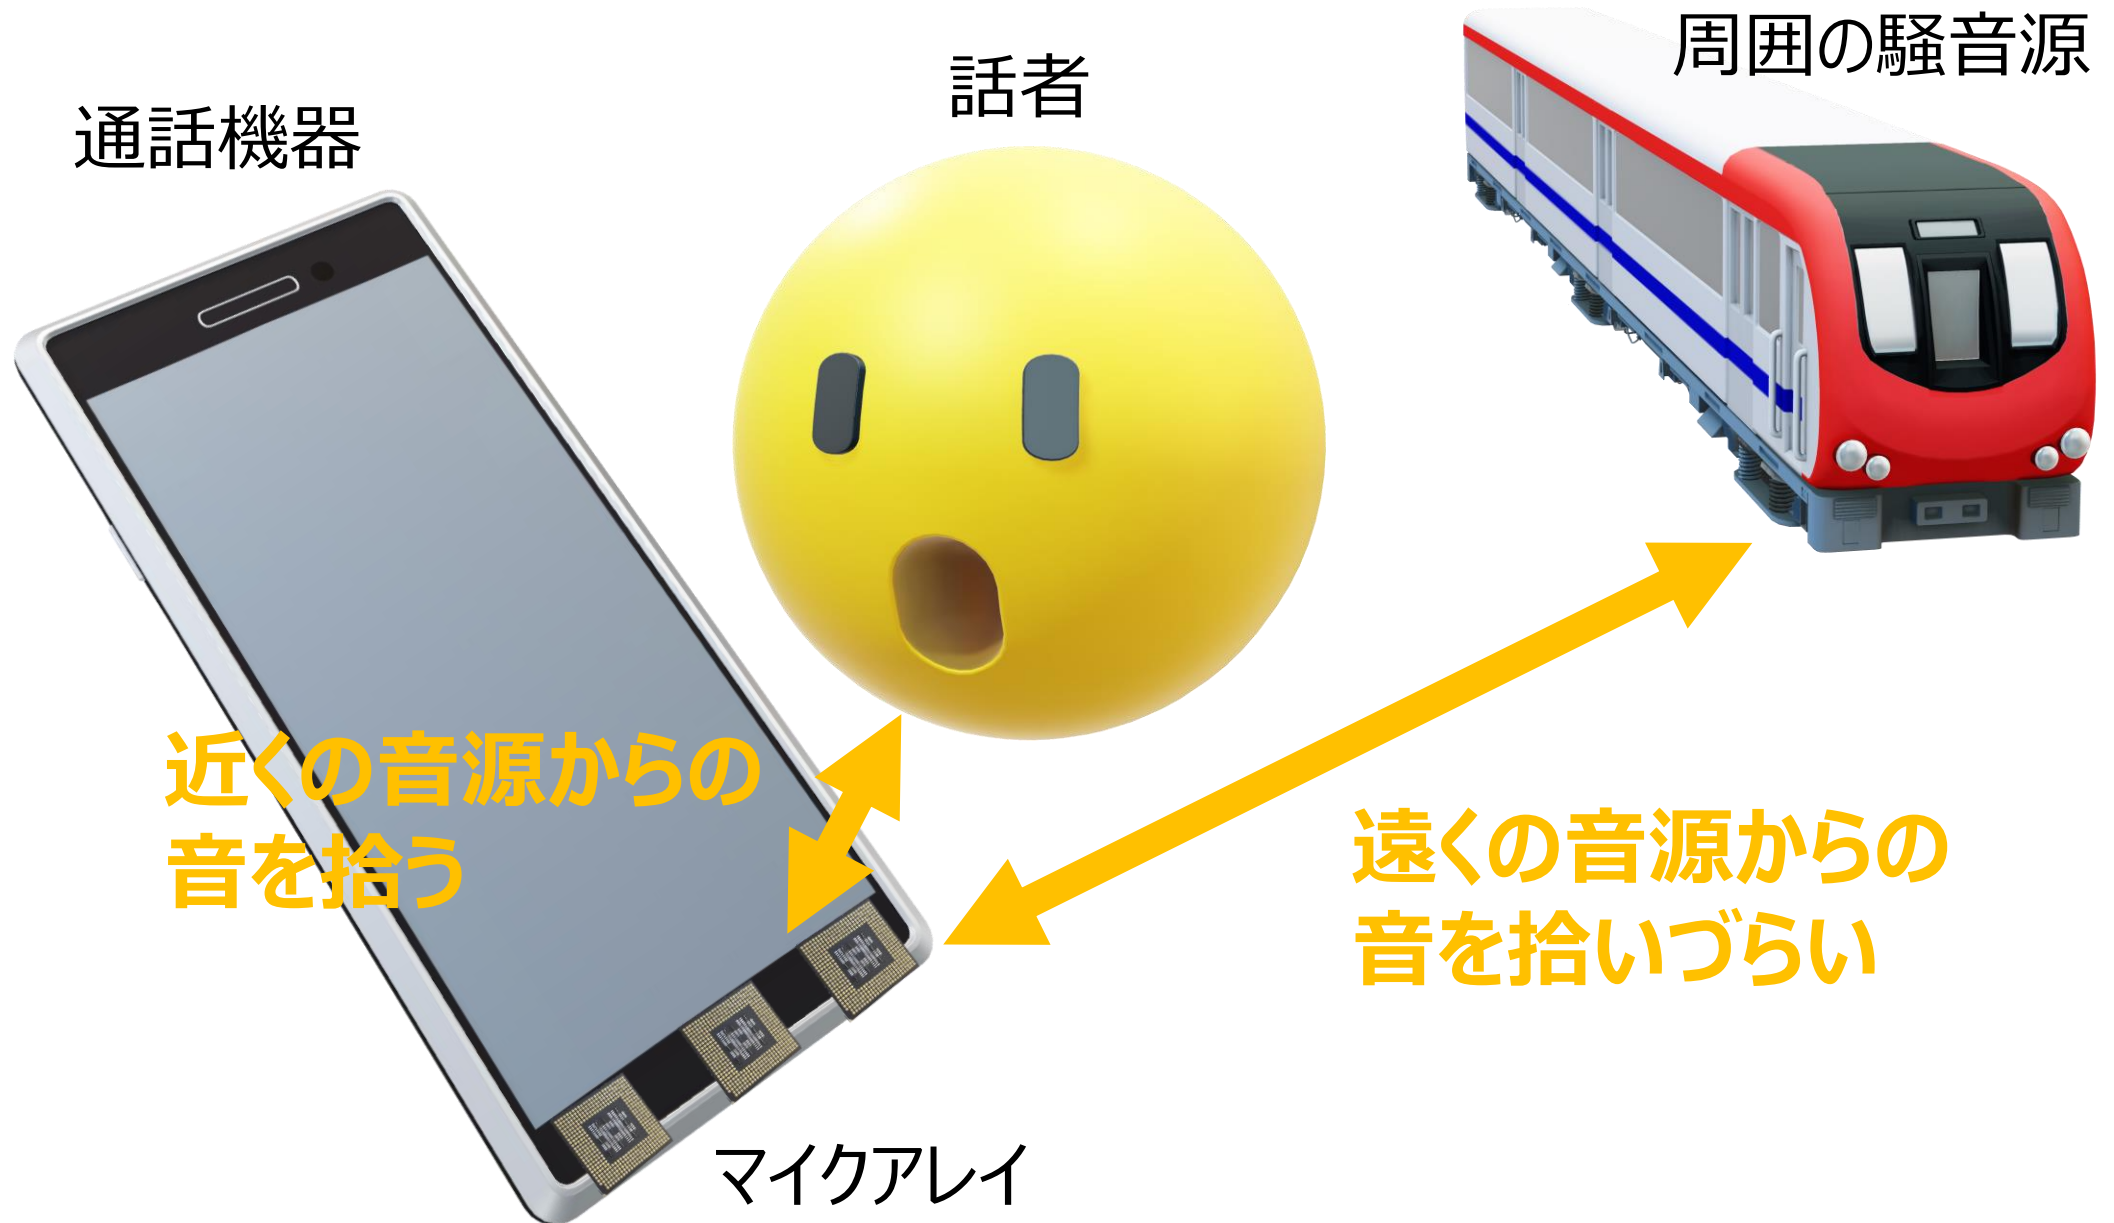 通話機器
話者
周囲の騒音源
近くの音源からの
音を拾う
遠くの音源からの
音を拾いづらい
マイクアレイ